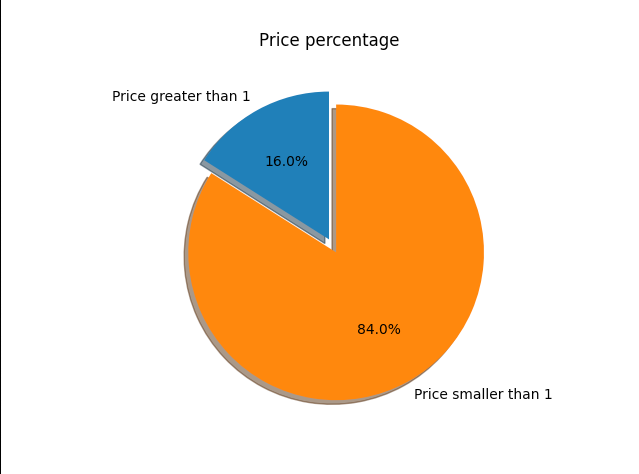 Price percentage
Price greater than 1
16.0%
84.0%
Price smaller than 1